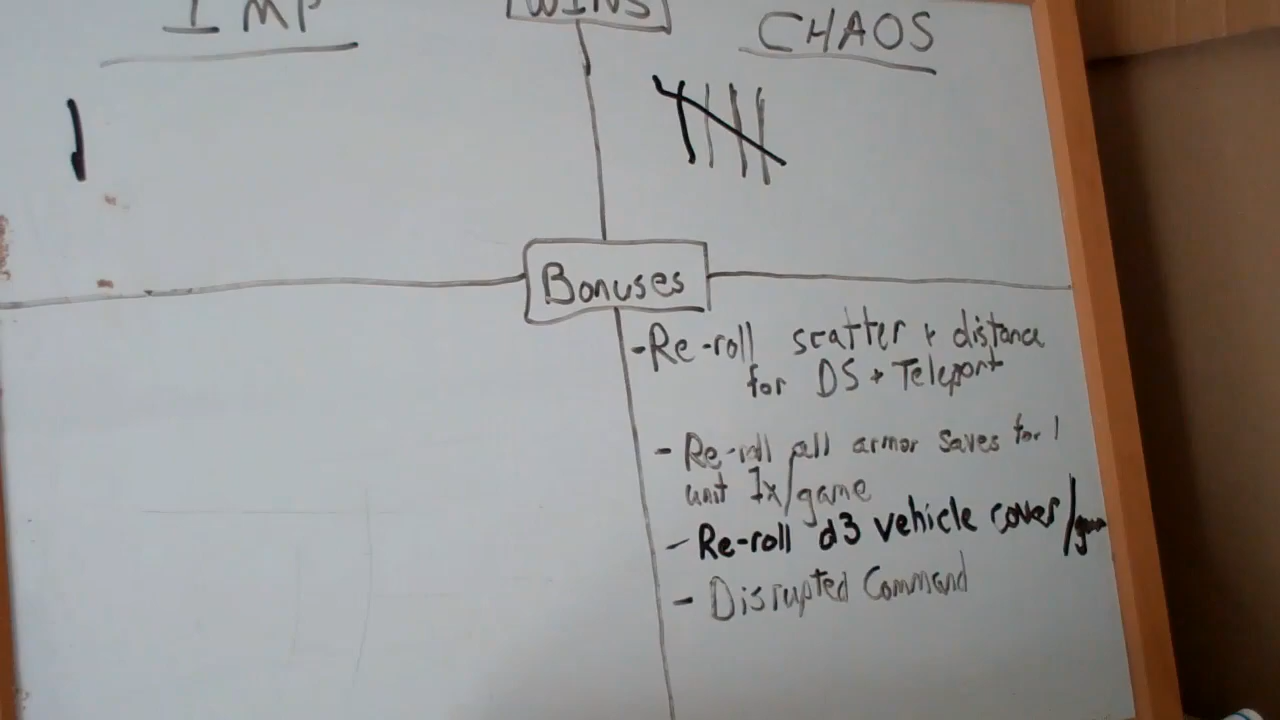 IMP
WINS
CHAOS
Bonuses
-Re-roll scatter + distance
for DS + Teleport
- Re-roll all armor saves for 1
unit 1x/game
- Re-roll d3 vehicle cover/game
- Disrupted Command